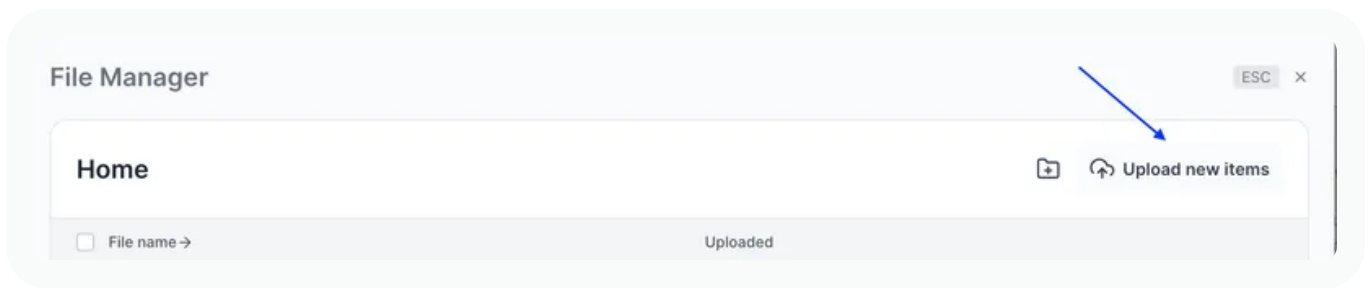 File Manager
ESC ×
Home
Upload new items
File name→
Uploaded